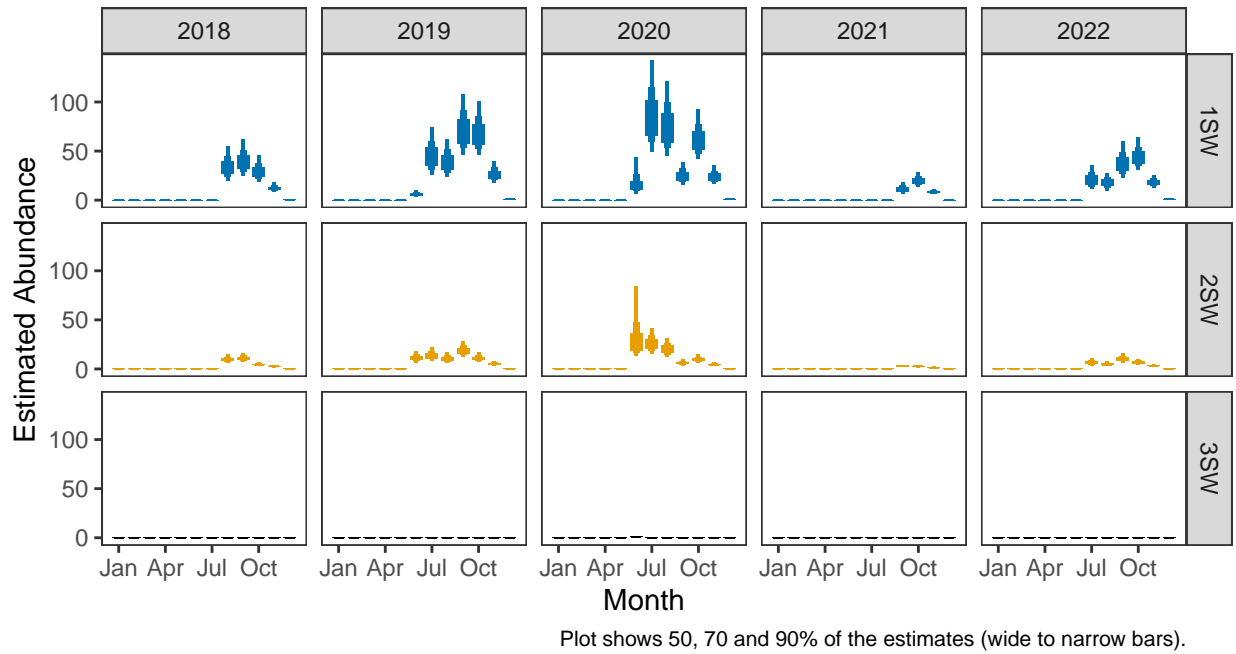 2018 2019 2020 2021 2022
Estimated Abundance
100
50
0
1SW
100
50
0
2SW
100
50
0
3SW
Jan Apr Jul Oct Jan Apr Jul Oct Jan Apr Jul Oct Jan Apr Jul Oct Jan Apr Jul Oct
Month
Plot shows 50, 70 and 90% of the estimates (wide to narrow bars).